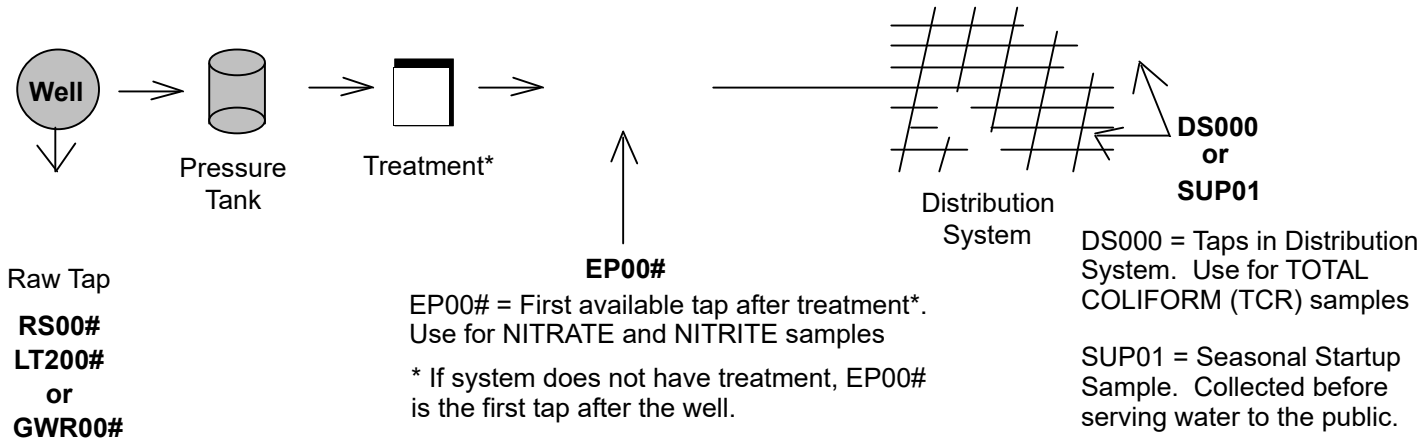 Well
Pressure
Tank
Treatment*
Distribution
System
DS000
or
SUP01
Raw Tap
RS00#
LT200#
or
GWR00#
EP00#
EP00# = First available tap after treatment*.
Use for NITRATE and NITRITE samples
* If system does not have treatment, EP00#
is the first tap after the well.
DS000 = Taps in Distribution
System. Use for TOTAL
COLIFORM (TCR) samples
SUP01 = Seasonal Startup
Sample. Collected before
serving water to the public.